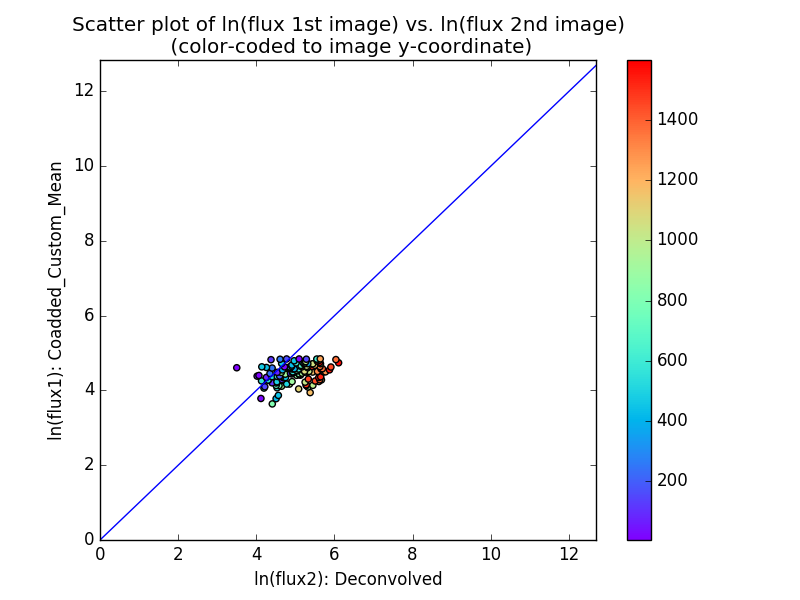 Scatter plot of ln(flux 1st image) vs. ln(flux 2nd image)
(color-coded to image y-coordinate)
ln(flux1): Coadded_Custom_Mean
12
10
8
6
4
2
0
0 2 4 6 8 10 12
ln(flux2): Deconvolved
1400
1200
1000
800
600
400
200